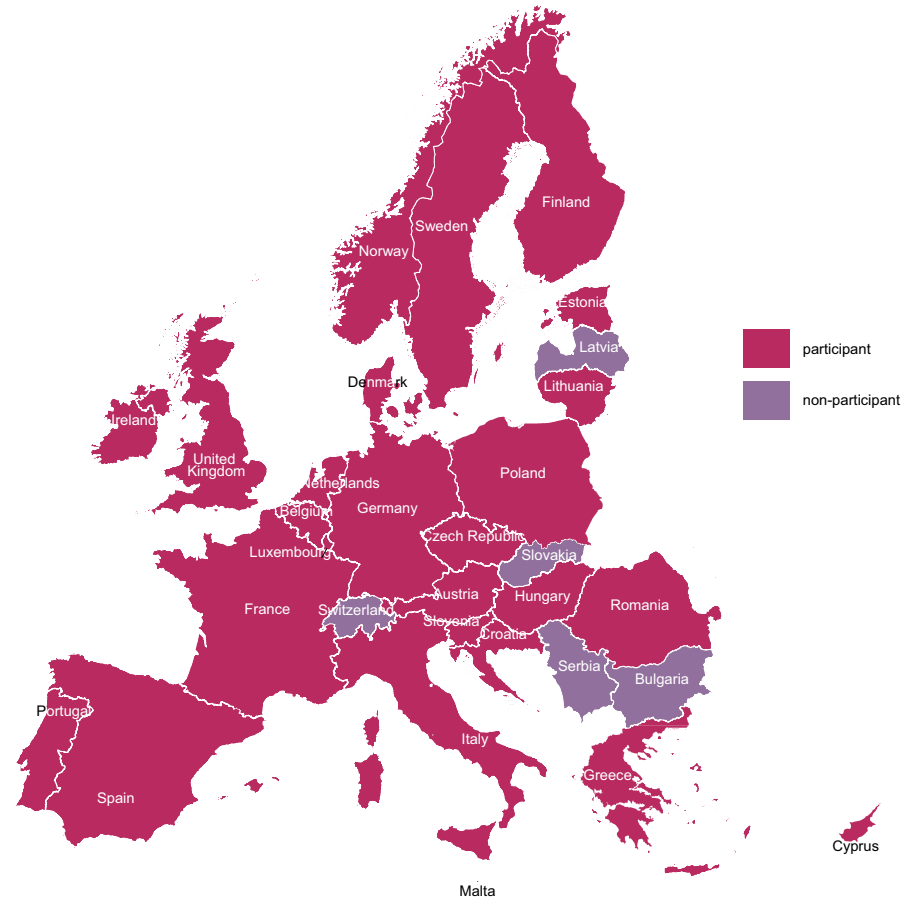 Finland
Sweden
Norway
Estonia
Latvia
participant
Denmark
Lithuania
non-participant
Ireland
United
Kingdom
Poland
Netherlands
Germany
Belgium
Czech Republic
Luxembourg
Slovakia
Austria
Hungary
Romania
France
Switzerland
Slovenia
Croatia
Serbia
Bulgaria
Portugal
Italy
Greece
Spain
Cyprus
Malta